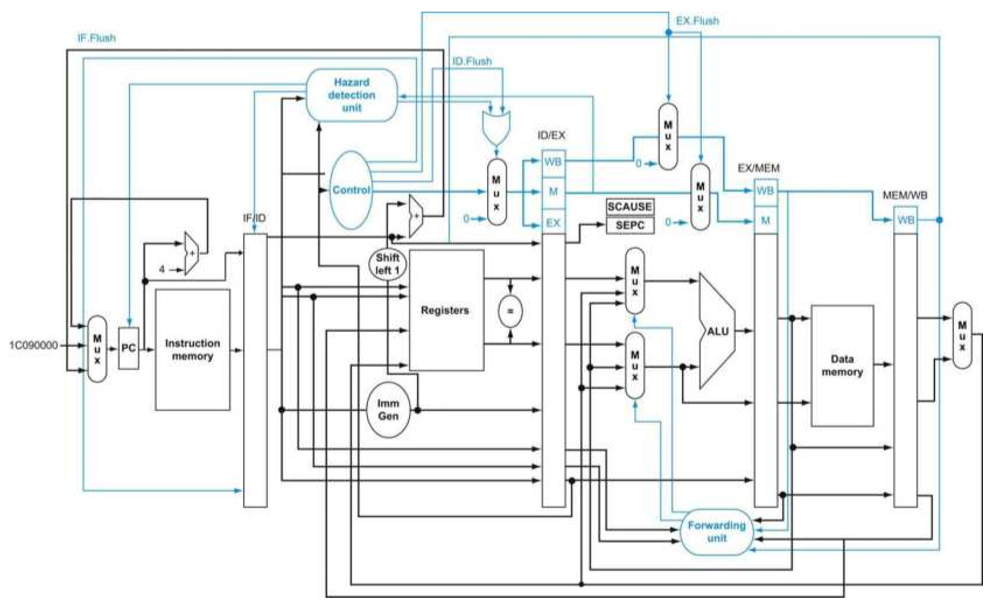 IF.Flush
EX.Flush
ID.Flush
Hazard
detection
unit
Control
Mux
0
ID/EX
WB
M
EX
Mux
0
Mux
0
SCAUSE
SEPC
EX/MEM
WB
M
MEM/WB
WB
IF/ID
+
4
+
Shift
left 1
1C090000
Mux
PC
Instruction
memory
Registers
=
Imm
Gen
Mux
Mux
ALU
Data
memory
Mux
Forwarding
unit